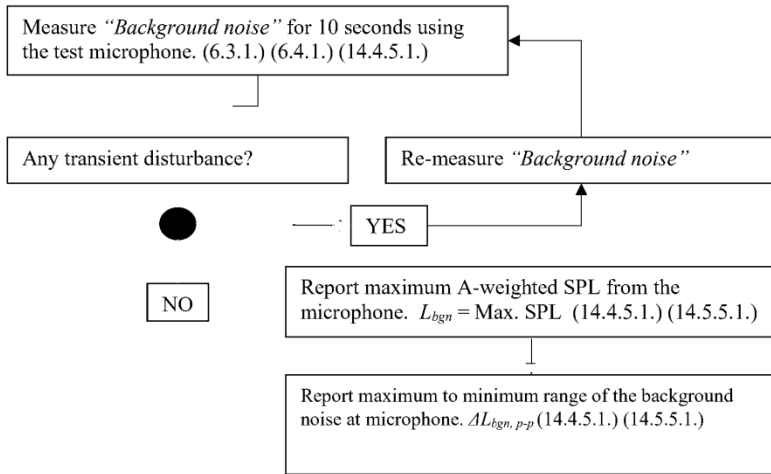 Measure “Background noise” for 10 seconds using
the test microphone. (6.3.1.) (6.4.1.) (14.4.5.1.)
Any transient disturbance?
Re-measure “Background noise”
YES
NO
Report maximum A-weighted SPL from the
microphone. Lbgn = Max. SPL (14.4.5.1.) (14.5.5.1.)
Report maximum to minimum range of the background
noise at microphone. ΔLbgn, p-p (14.4.5.1.) (14.5.5.1.)